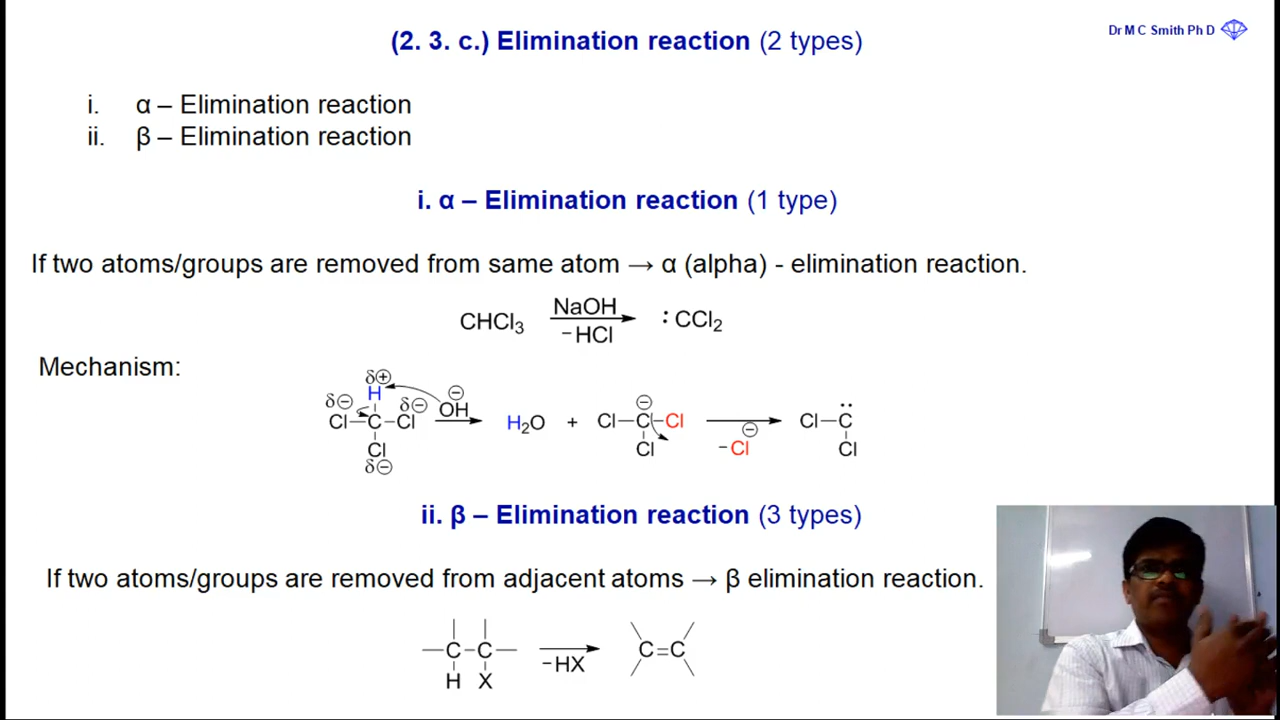 (2. 3. c.) Elimination reaction (2 types)
Dr M C Smith Ph D
i. α – Elimination reaction
ii. β – Elimination reaction
i. α – Elimination reaction (1 type)
If two atoms/groups are removed from same atom → α (alpha) - elimination reaction.
CHCl₃ NaOH –HCl :CCl₂
Mechanism:
δ⊕
H
δ⊖ δ⊖ ⊖ ⊖ ··
Cl–C–Cl OH H₂O + Cl–C–Cl –Cl⊖ Cl–C
Cl Cl Cl
δ⊖
ii. β – Elimination reaction (3 types)
If two atoms/groups are removed from adjacent atoms → β elimination reaction.
–C–C– –HX C=C
H X